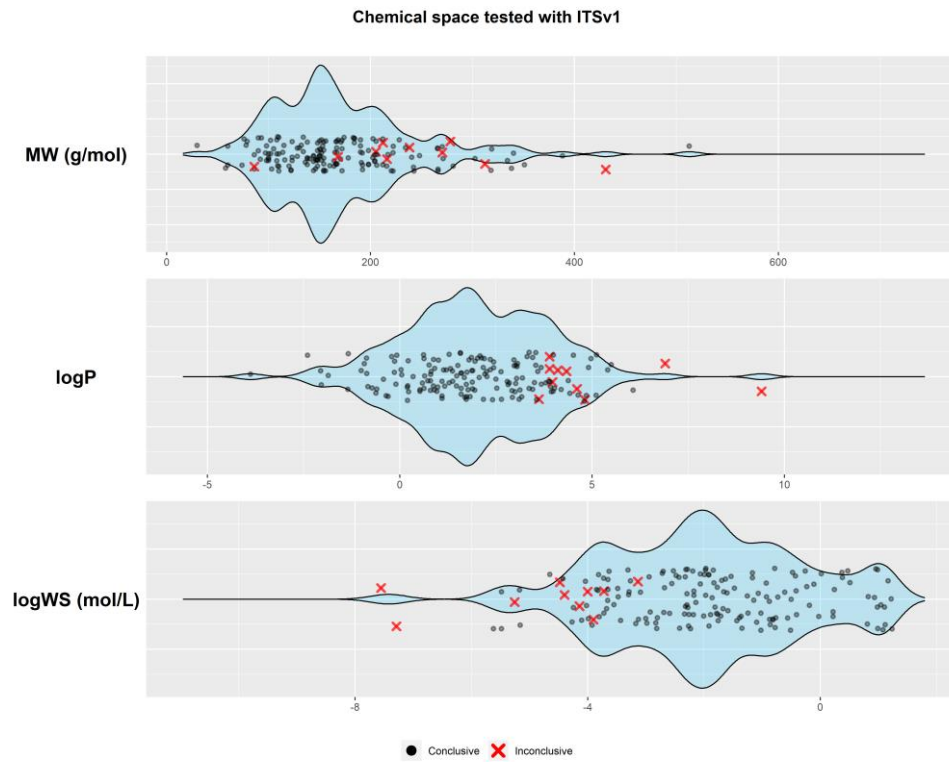 Chemical space tested with ITSv1
MW (g/mol)
0 200 400 600
logP
-5 0 5 10
logWS (mol/L)
-8 -4 0
Conclusive Inconclusive